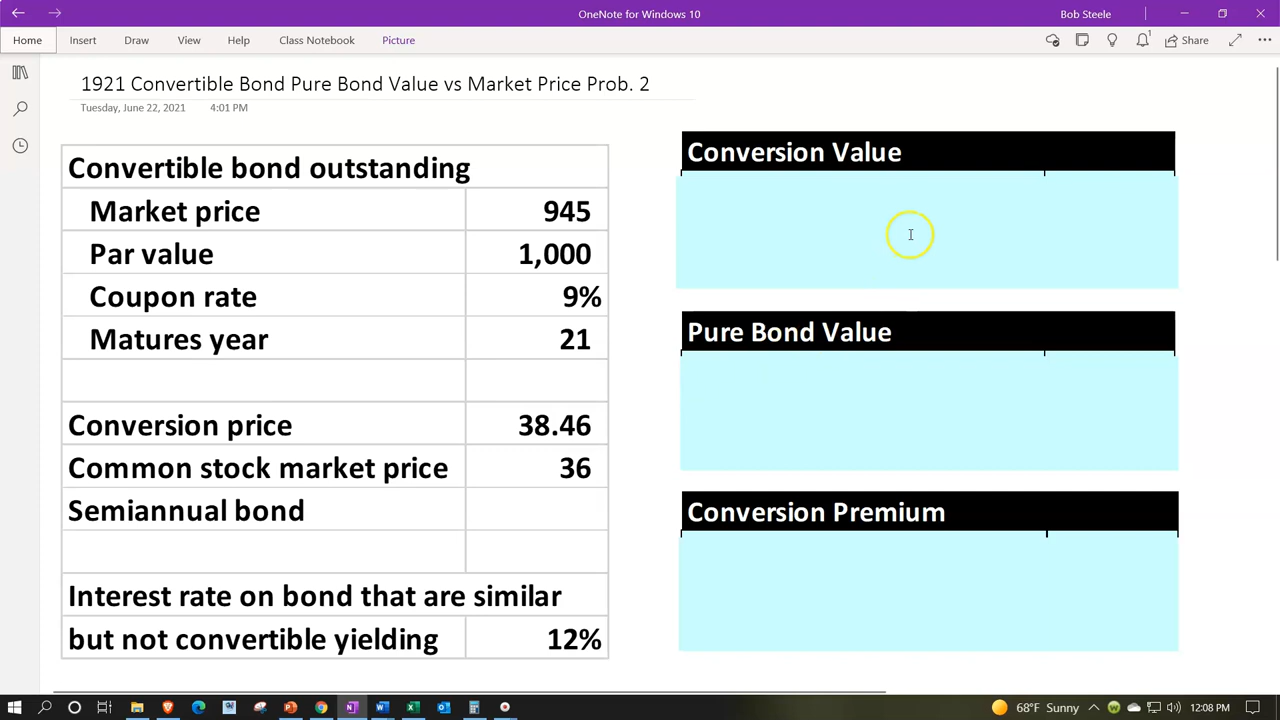 OneNote for Windows 10
Bob Steele
Home Insert Draw View Help Class Notebook Picture
Share
1921 Convertible Bond Pure Bond Value vs Market Price Prob. 2
Tuesday, June 22, 2021 4:01 PM
Convertible bond outstanding
Market price 945
Par value 1,000
Coupon rate 9%
Matures year 21
Conversion price 38.46
Common stock market price 36
Semiannual bond
Interest rate on bond that are similar
but not convertible yielding 12%
Conversion Value
Pure Bond Value
Conversion Premium
68°F Sunny
12:08 PM